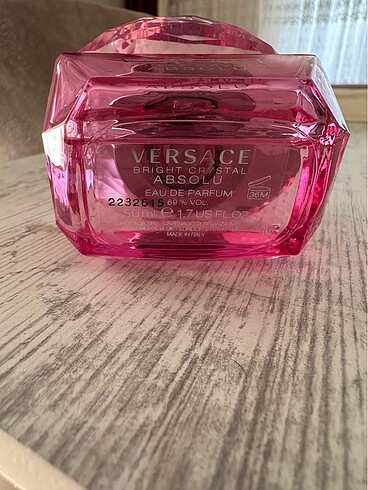 VERSACE
BRIGHT CRYSTAL
ABSOLU
EAU DE PARFUM
2232615 69 % VOL.
50 ml ℮ 1.7 US FL OZ
36M
MADE IN ITALY